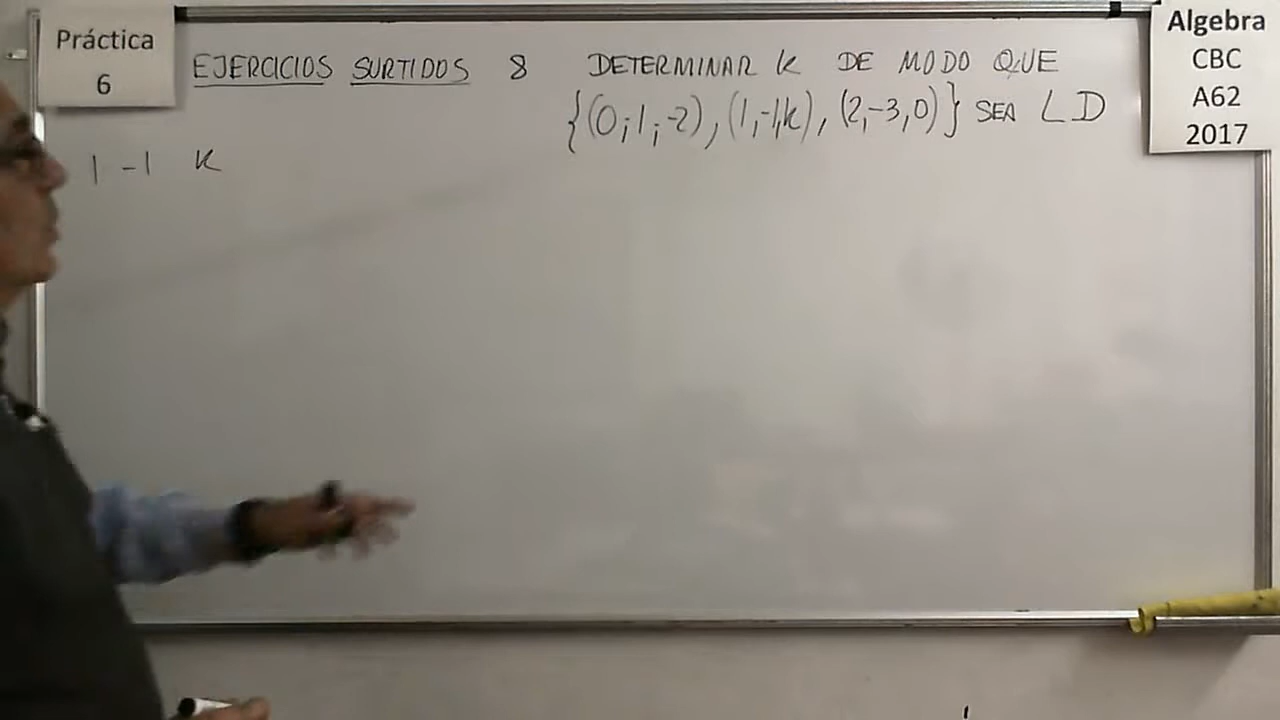 Práctica
6
EJERCICIOS SURTIDOS 8 DETERMINAR k DE MODO QUE
{(0;1;-2),(1,-1,k),(2,-3,0)} SEA LD
1 -1 k
Algebra
CBC
A62
2017